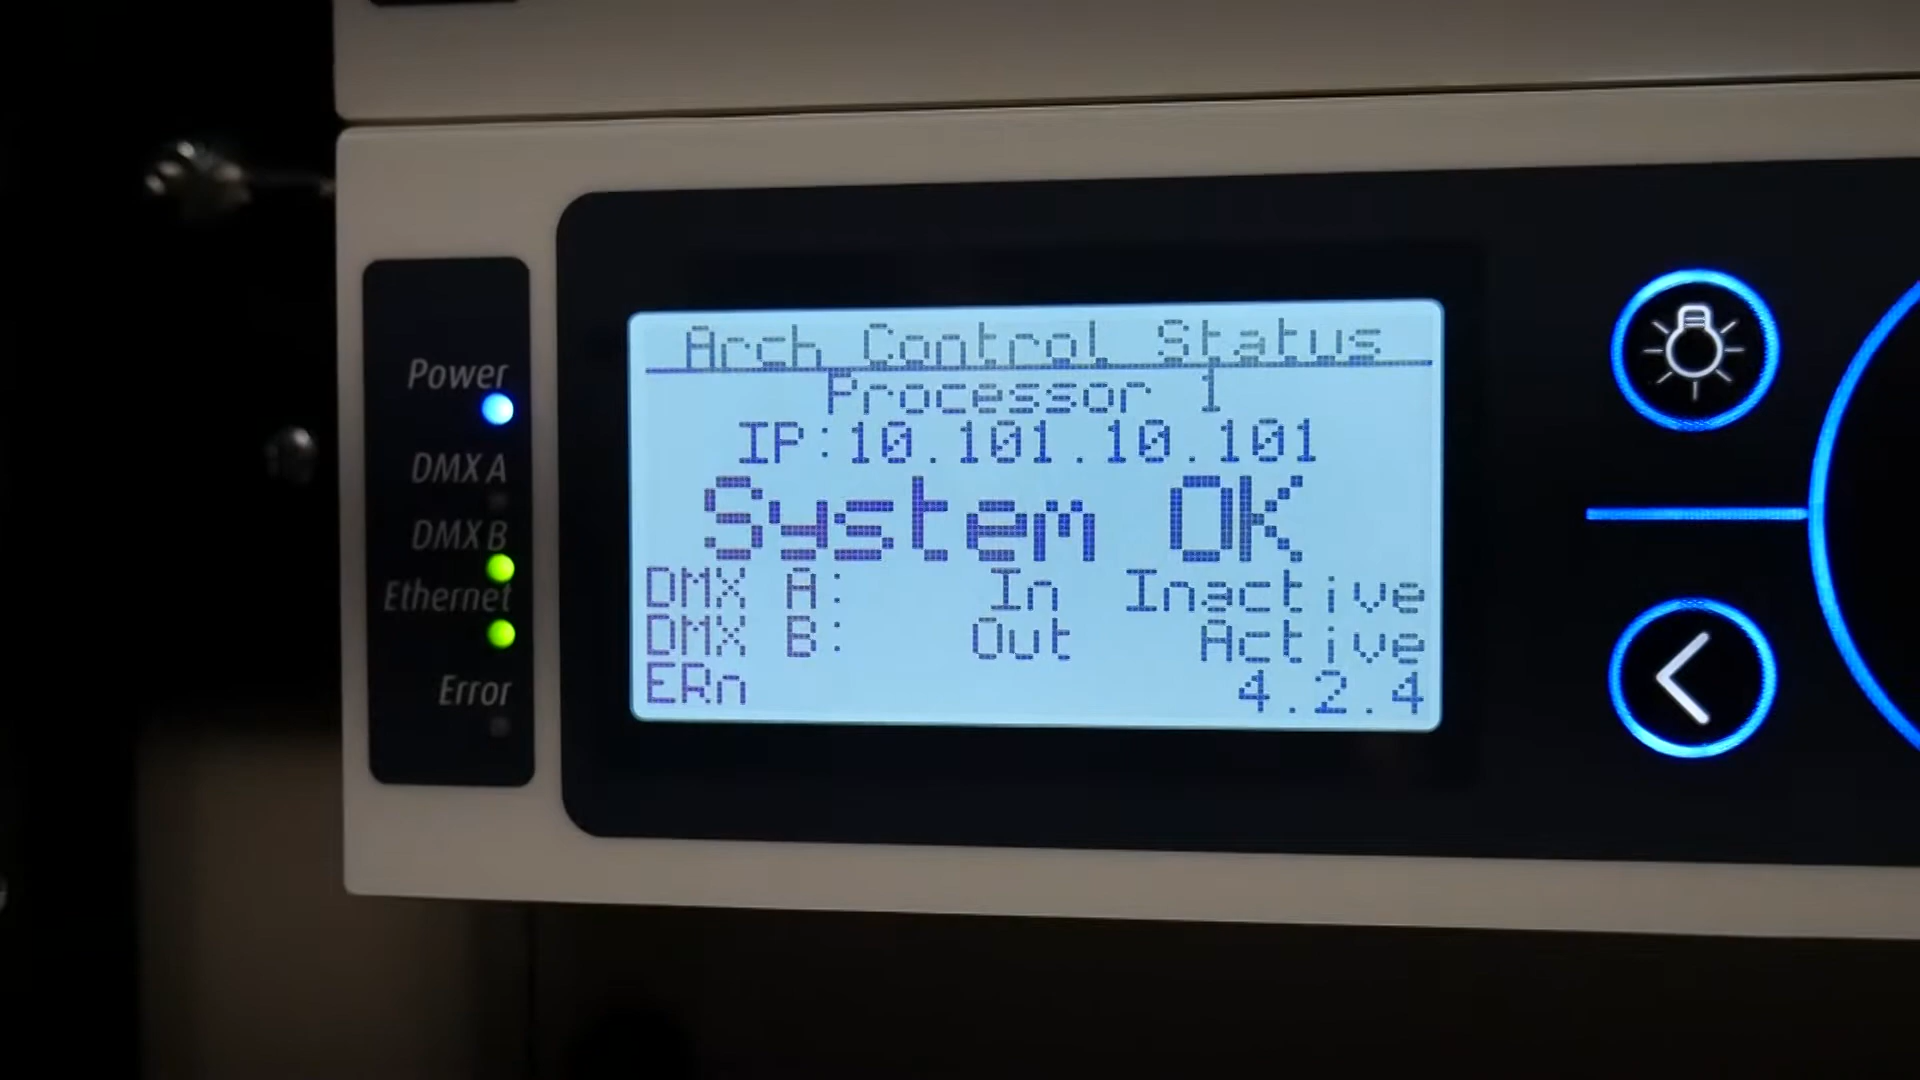 Power
DMX A
DMX B
Ethernet
Error
Arch Control Status
Processor 1
IP:10.101.10.101
System OK
DMX A: In Inactive
DMX B: Out Active
ERn 4.2.4